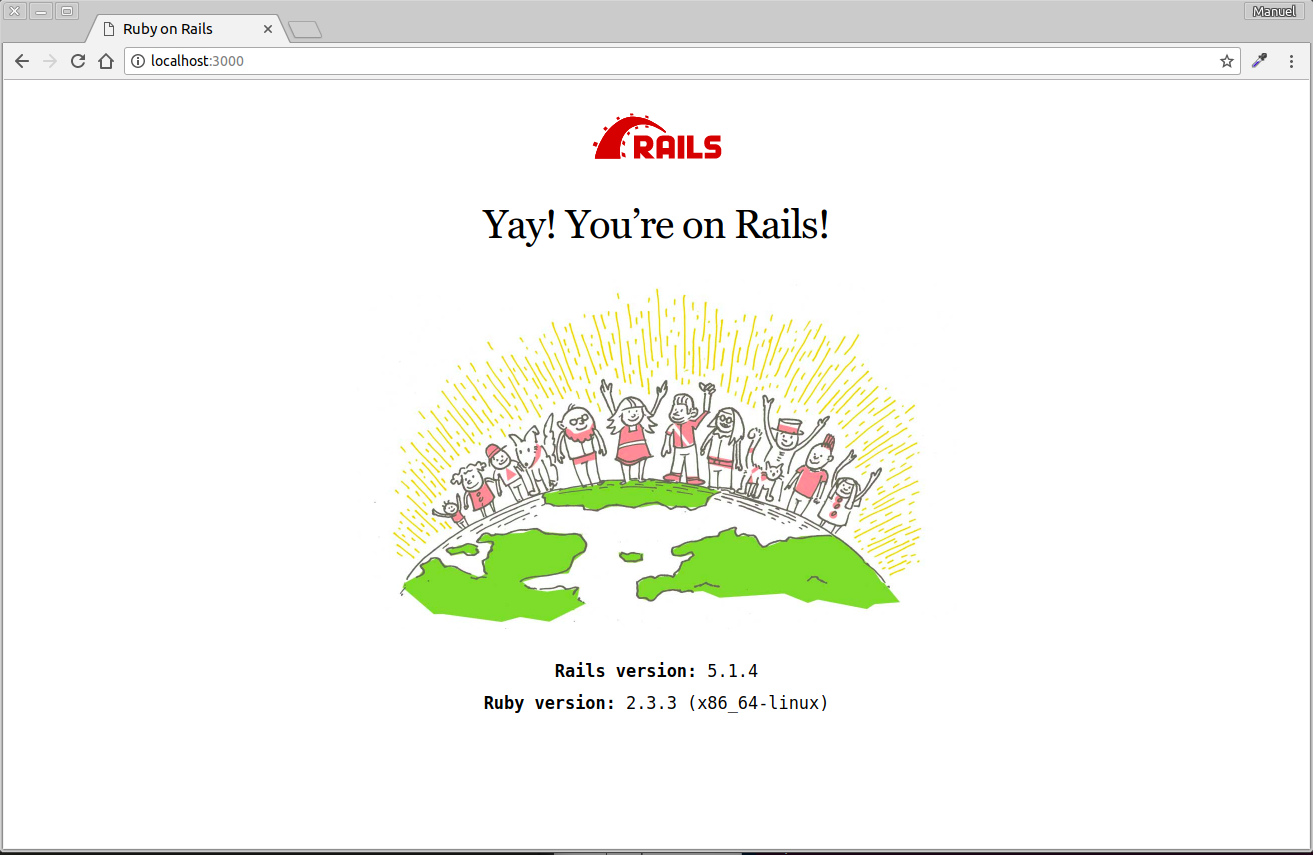 Manuel
Ruby on Rails
localhost:3000
RAILS
Yay! You’re on Rails!
Rails version: 5.1.4
Ruby version: 2.3.3 (x86_64-linux)